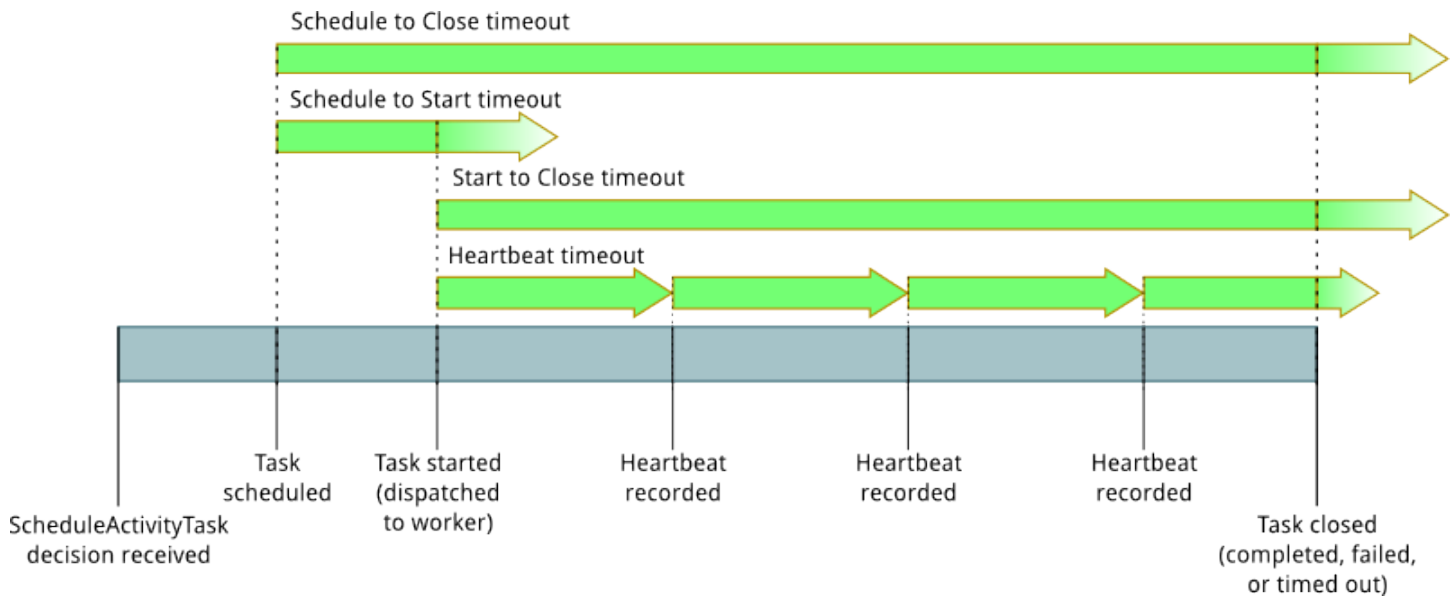 Schedule to Close timeout
Schedule to Start timeout
Start to Close timeout
Heartbeat timeout
Task
scheduled
Task started
(dispatched
to worker)
Heartbeat
recorded
Heartbeat
recorded
Heartbeat
recorded
ScheduleActivityTask
decision received
Task closed
(completed, failed,
or timed out)